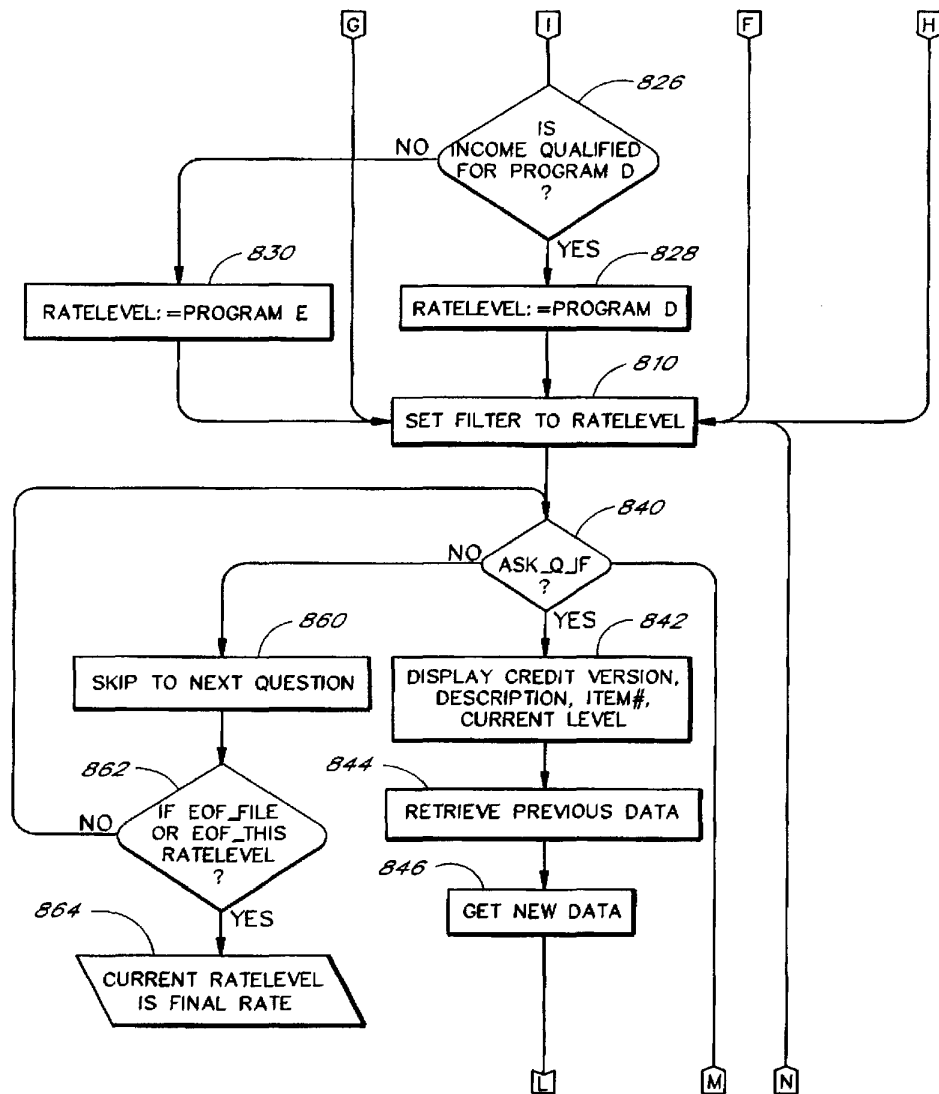 G
I
F
H
826
IS
INCOME QUALIFIED
FOR PROGRAM D
?
NO
YES
830
828
RATELEVEL:=PROGRAM E
RATELEVEL:=PROGRAM D
810
SET FILTER TO RATELEVEL
840
ASK_Q_IF
?
NO
YES
860
842
SKIP TO NEXT QUESTION
DISPLAY CREDIT VERSION,
DESCRIPTION, ITEM#,
CURRENT LEVEL
862
844
IF EOF_FILE
OR EOF_THIS
RATELEVEL
?
NO
YES
RETRIEVE PREVIOUS DATA
846
GET NEW DATA
864
CURRENT RATELEVEL
IS FINAL RATE
L
M
N